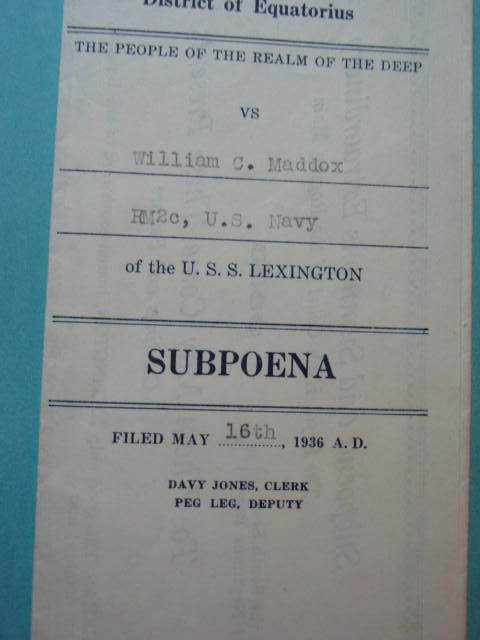 District of Equatorius
THE PEOPLE OF THE REALM OF THE DEEP
VS
William C. Maddox
RM2c, U.S. Navy
of the U. S. S. LEXINGTON
SUBPOENA
FILED MAY 16th, 1936 A. D.
DAVY JONES, CLERK
PEG LEG, DEPUTY